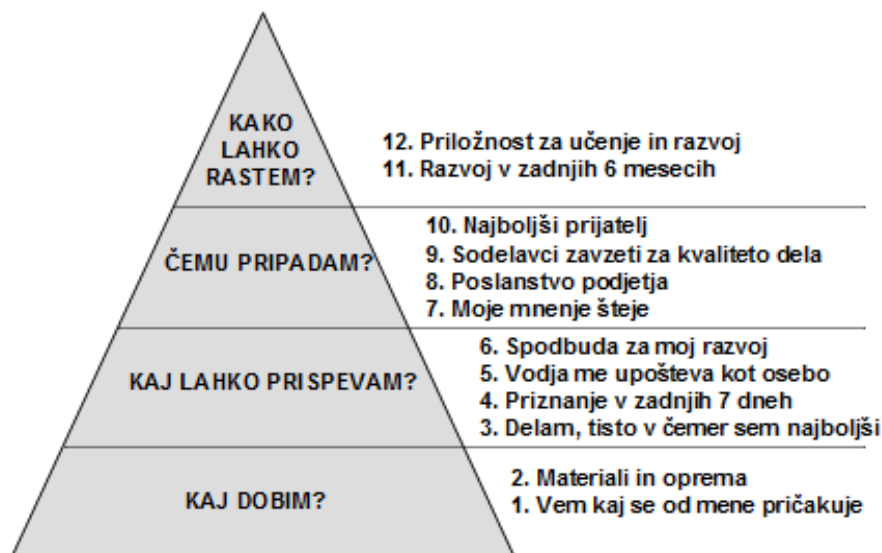 KAKO
LAHKO
RASTEM?
12. Priložnost za učenje in razvoj
11. Razvoj v zadnjih 6 mesecih
ČEMU PRIPADAM?
10. Najboljši prijatelj
9. Sodelavci zavzeti za kvaliteto dela
8. Poslanstvo podjetja
7. Moje mnenje šteje
KAJ LAHKO PRISPEVAM?
6. Spodbuda za moj razvoj
5. Vodja me upošteva kot osebo
4. Priznanje v zadnjih 7 dneh
3. Delam, tisto v čemer sem najboljši
KAJ DOBIM?
2. Materiali in oprema
1. Vem kaj se od mene pričakuje